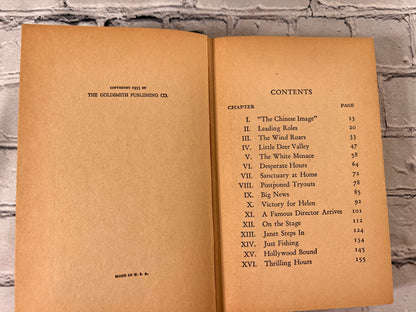 COPYRIGHT 1935 BY
THE GOLDSMITH PUBLISHING CO.
MADE IN U. S. A.
CONTENTS
CHAPTER PAGE
I. "The Chinese Image" 13
II. Leading Roles 20
III. The Wind Roars 33
IV. Little Deer Valley 47
V. The White Menace 58
VI. Desperate Hours 64
VII. Sanctuary at Home 72
VIII. Postponed Tryouts 78
IX. Big News 85
X. Victory for Helen 92
XI. A Famous Director Arrives 101
XII. On the Stage 112
XIII. Janet Steps In 124
XIV. Just Fishing 134
XV. Hollywood Bound 145
XVI. Thrilling Hours 155